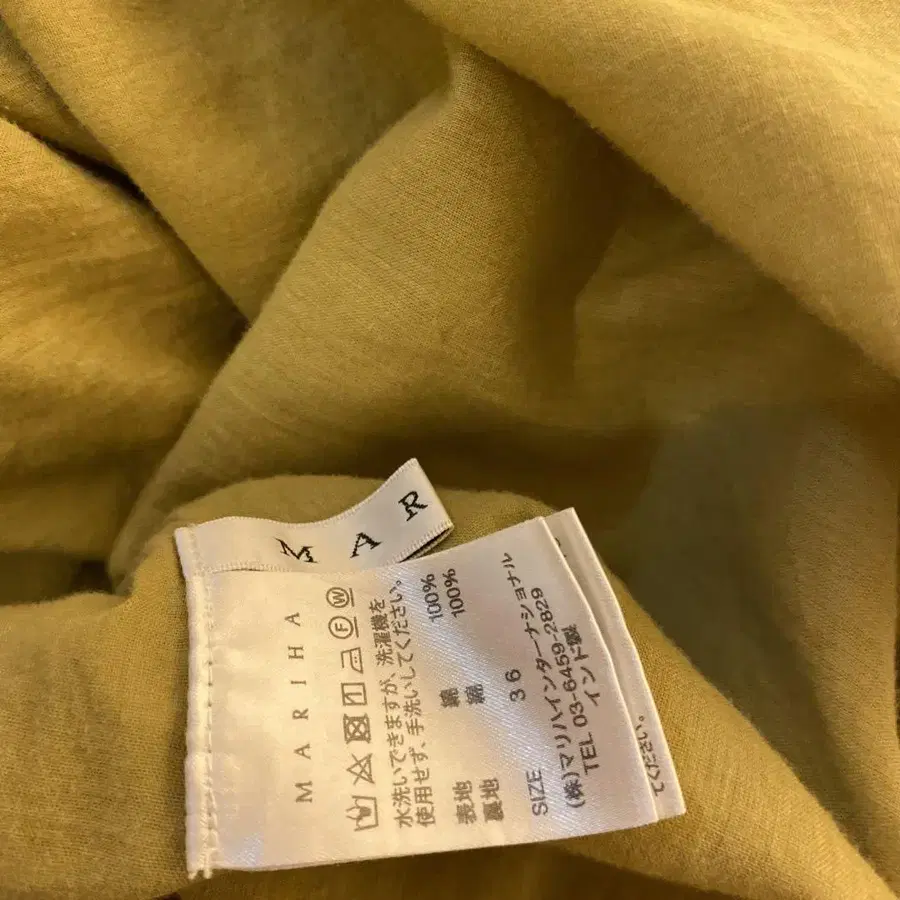 M A R
MARIHA
F W
水洗いできますが、洗濯機を
使用せず、手洗いしてください。
表地 綿 100%
裏地 綿 100%
SIZE 36
(株)マリハインターナショナル
TEL 03-6459-2829
インド製
てください。